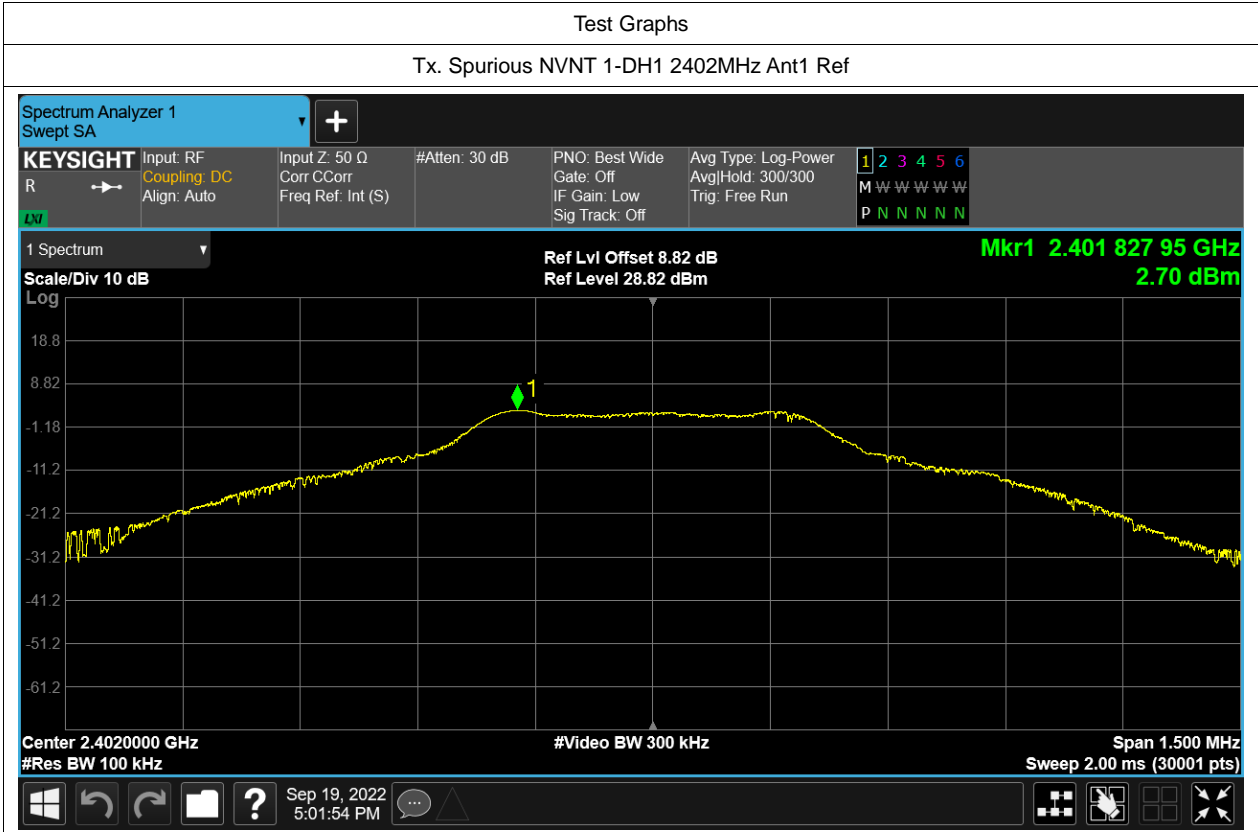 Test Graphs
Tx. Spurious NVNT 1-DH1 2402MHz Ant1 Ref
Spectrum Analyzer 1
Swept SA
KEYSIGHT
R
LXI
Input: RF
Coupling: DC
Align: Auto
Input Z: 50 Ω
Corr CCorr
Freq Ref: Int (S)
#Atten: 30 dB
PNO: Best Wide
Gate: Off
IF Gain: Low
Sig Track: Off
Avg Type: Log-Power
Avg|Hold: 300/300
Trig: Free Run
1 2 3 4 5 6
M W W W W W W
P N N N N N
1 Spectrum
Scale/Div 10 dB
Log
Ref Lvl Offset 8.82 dB
Ref Level 28.82 dBm
Mkr1 2.401 827 95 GHz
2.70 dBm
18.8
8.82
1
-1.18
-11.2
-21.2
-31.2
-41.2
-51.2
-61.2
Center 2.4020000 GHz
#Video BW 300 kHz
Span 1.500 MHz
#Res BW 100 kHz
Sweep 2.00 ms (30001 pts)
?
Sep 19, 2022
5:01:54 PM